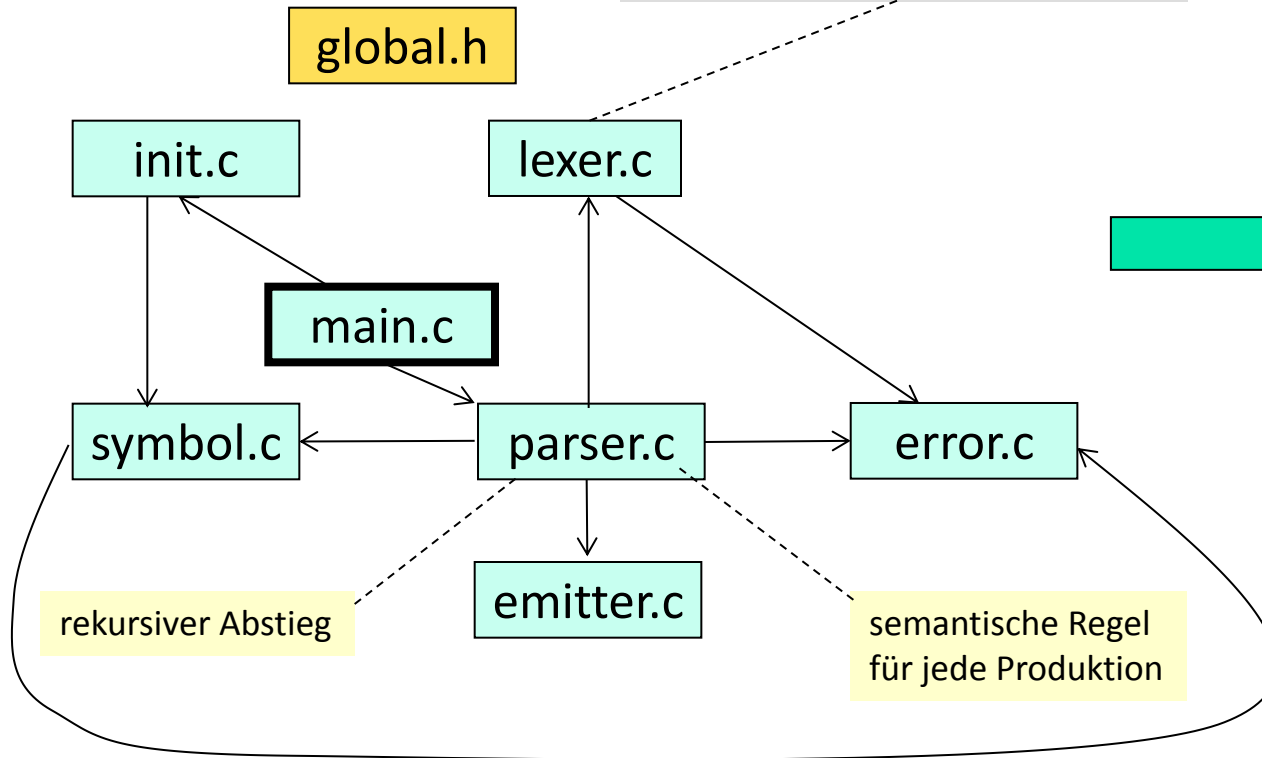 global.h
init.c
lexer.c
main.c
symbol.c
parser.c
error.c
emitter.c
rekursiver Abstieg
semantische Regel
für jede Produktion